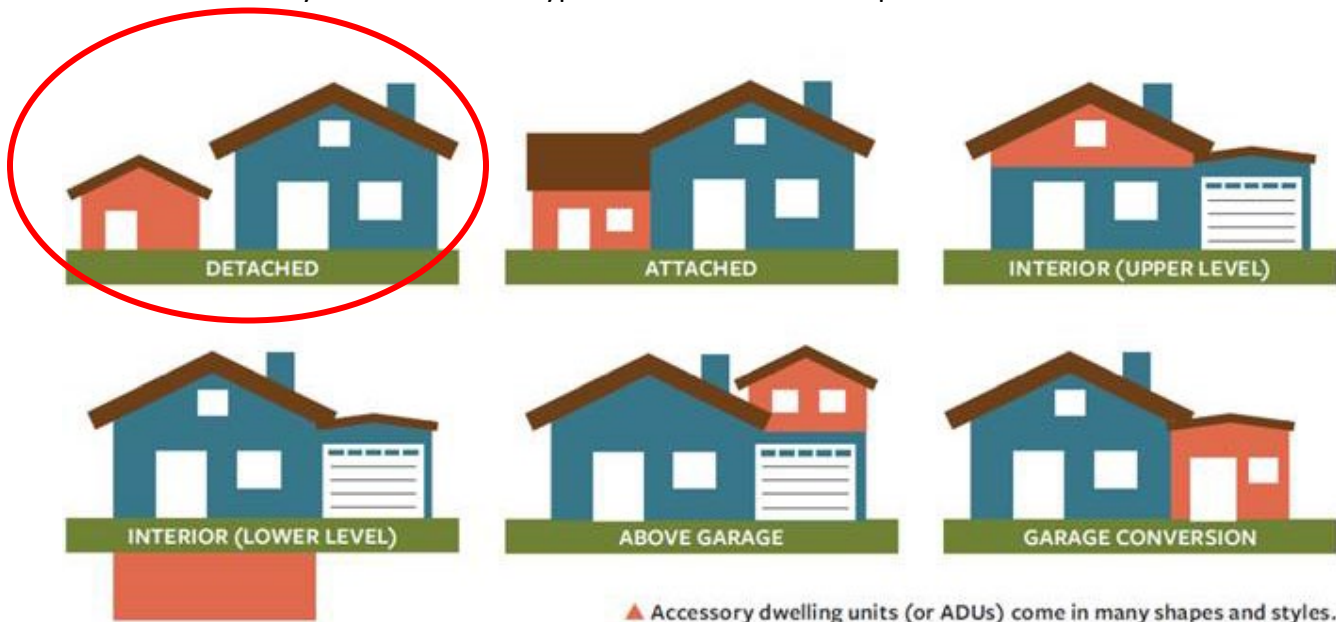 DETACHED
ATTACHED
INTERIOR (UPPER LEVEL)
INTERIOR (LOWER LEVEL)
ABOVE GARAGE
GARAGE CONVERSION
▲ Accessory dwelling units (or ADUs) come in many shapes and styles.